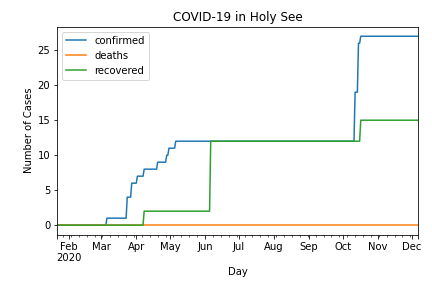 COVID-19 in Holy See
confirmed
deaths
recovered
Number of Cases
25
20
15
10
5
0
Feb Mar Apr May Jun Jul Aug Sep Oct Nov Dec
2020
Day